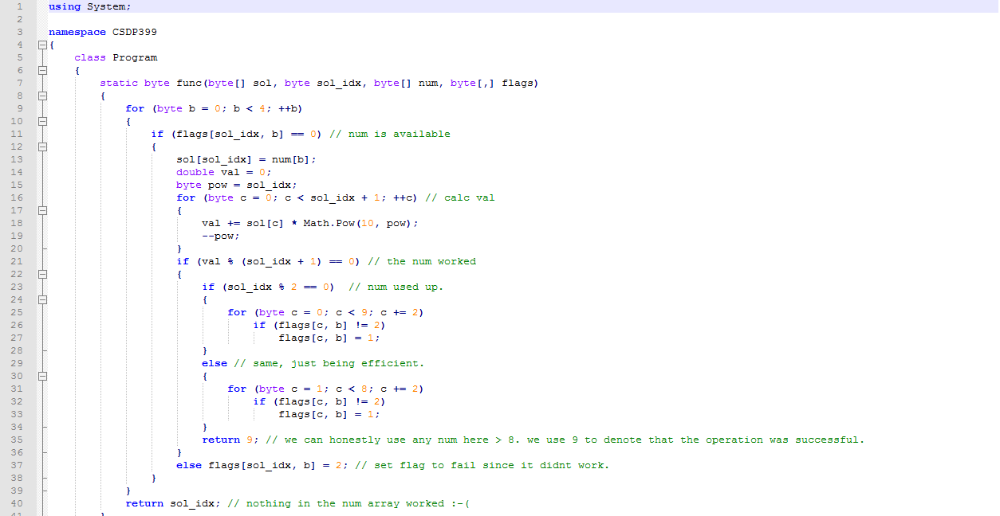 1 using System;
2
3 namespace CSDP399
4 {
5 class Program
6 {
7 static byte func(byte[] sol, byte sol_idx, byte[] num, byte[,] flags)
8 {
9 for (byte b = 0; b < 4; ++b)
10 {
11 if (flags[sol_idx, b] == 0) // num is available
12 {
13 sol[sol_idx] = num[b];
14 double val = 0;
15 byte pow = sol_idx;
16 for (byte c = 0; c < sol_idx + 1; ++c) // calc val
17 {
18 val += sol[c] * Math.Pow(10, pow);
19 --pow;
20 }
21 if (val % (sol_idx + 1) == 0) // the num worked
22 {
23 if (sol_idx % 2 == 0) // num used up.
24 {
25 for (byte c = 0; c < 9; c += 2)
26 if (flags[c, b] != 2)
27 flags[c, b] = 1;
28 }
29 else // same, just being efficient.
30 {
31 for (byte c = 1; c < 8; c += 2)
32 if (flags[c, b] != 2)
33 flags[c, b] = 1;
34 }
35 return 9; // we can honestly use any num here > 8. we use 9 to denote that the operation was successful.
36 }
37 else flags[sol_idx, b] = 2; // set flag to fail since it didnt work.
38 }
39 }
40 return sol_idx; // nothing in the num array worked :-(
41 }